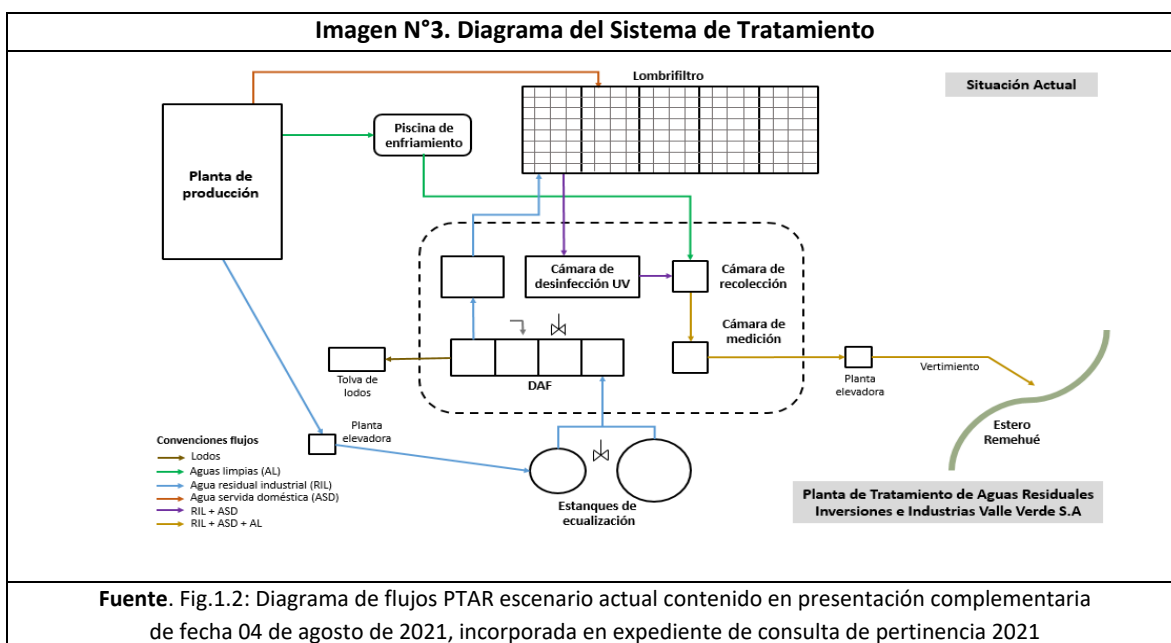 Imagen N°3. Diagrama del Sistema de Tratamiento
Lombrifiltro
Situación Actual
Piscina de
enfriamiento
Planta de
producción
Cámara de
desinfección UV
Cámara de
recolección
Cámara de
medición
Tolva de
lodos
DAF
Planta
elevadora
Vertimiento
Estero
Remehué
Planta
elevadora
Convenciones flujos
Lodos
Aguas limpias (AL)
Agua residual industrial (RIL)
Agua servida doméstica (ASD)
RIL + ASD
RIL + ASD + AL
Estanques de
ecualización
Planta de Tratamiento de Aguas Residuales
Inversiones e Industrias Valle Verde S.A
Fuente. Fig.1.2: Diagrama de flujos PTAR escenario actual contenido en presentación complementaria
de fecha 04 de agosto de 2021, incorporada en expediente de consulta de pertinencia 2021